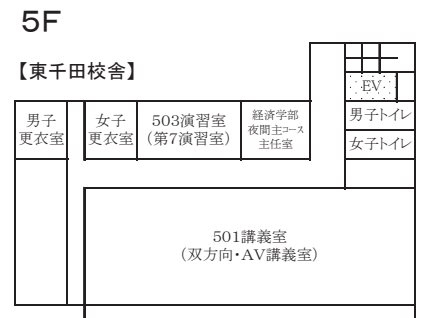 5F
【東千田校舎】
EV
男子
更衣室
女子
更衣室
503演習室
(第7演習室)
経済学部
夜間主コース
主任室
男子トイレ
女子トイレ
501講義室
(双方向・AV講義室)